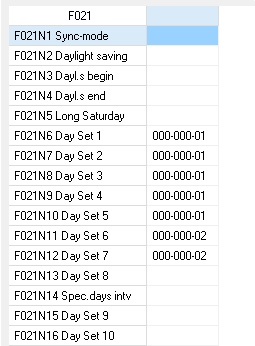 F021
F021N1 Sync-mode
F021N2 Daylight saving
F021N3 Dayl.s begin
F021N4 Dayl.s end
F021N5 Long Saturday
F021N6 Day Set 1 000-000-01
F021N7 Day Set 2 000-000-01
F021N8 Day Set 3 000-000-01
F021N9 Day Set 4 000-000-01
F021N10 Day Set 5 000-000-01
F021N11 Day Set 6 000-000-02
F021N12 Day Set 7 000-000-02
F021N13 Day Set 8
F021N14 Spec.days intv
F021N15 Day Set 9
F021N16 Day Set 10